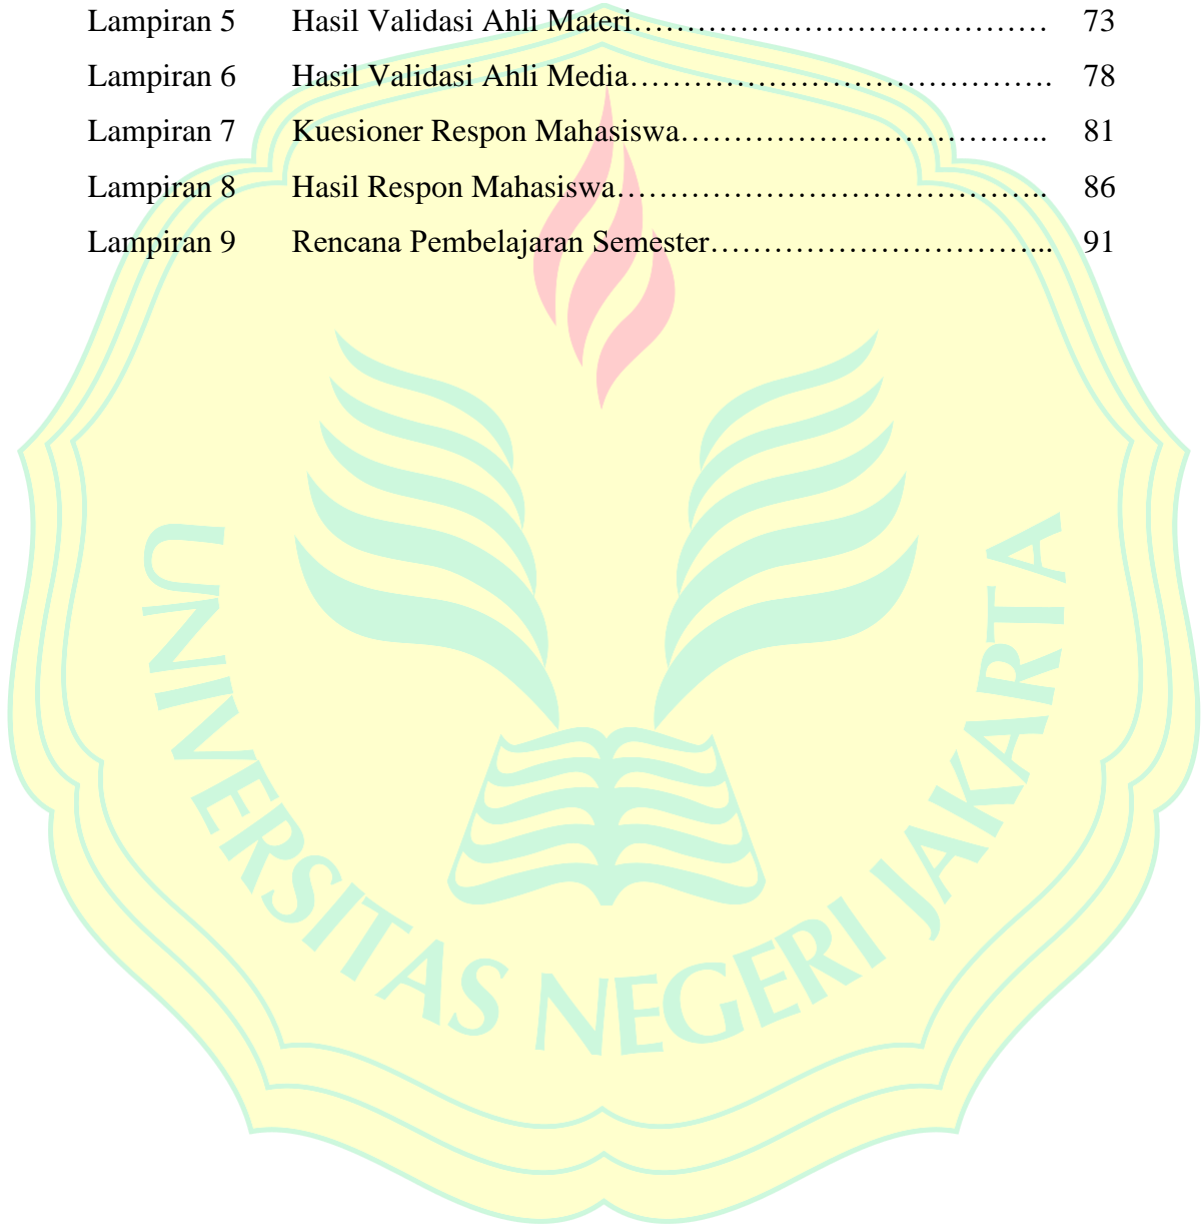 Lampiran 5 Hasil Validasi Ahli Materi………………………………… 73
Lampiran 6 Hasil Validasi Ahli Media…………………………………. 78
Lampiran 7 Kuesioner Respon Mahasiswa…………………………….. 81
Lampiran 8 Hasil Respon Mahasiswa…………………………………. 86
Lampiran 9 Rencana Pembelajaran Semester…………………………... 91
UNIVERSITAS NEGERI JAKARTA